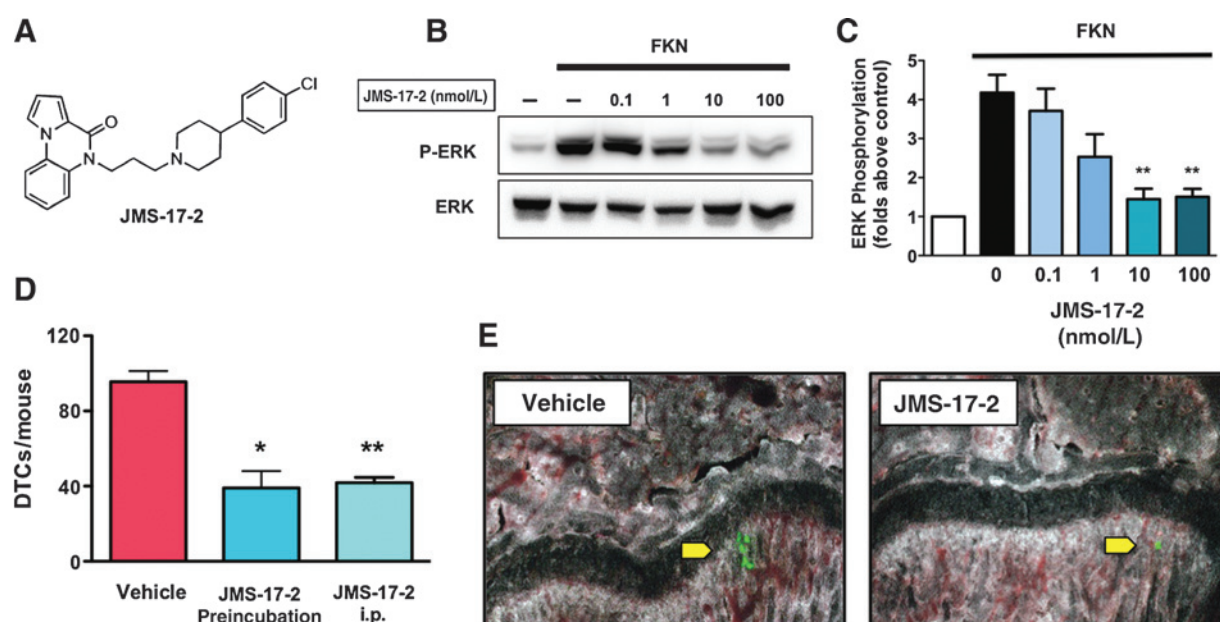 A
N
N
O
N
Cl
JMS-17-2
B
FKN
JMS-17-2 (nmol/L)
– – 0.1 1 10 100
P-ERK
ERK
C
FKN
ERK Phosphorylation
(folds above control)
5
4
3
2
1
0
** **
0 0.1 1 10 100
JMS-17-2
(nmol/L)
D
DTCs/mouse
120
80
40
0
* **
Vehicle JMS-17-2 JMS-17-2
Preincubation i.p.
E
Vehicle
JMS-17-2